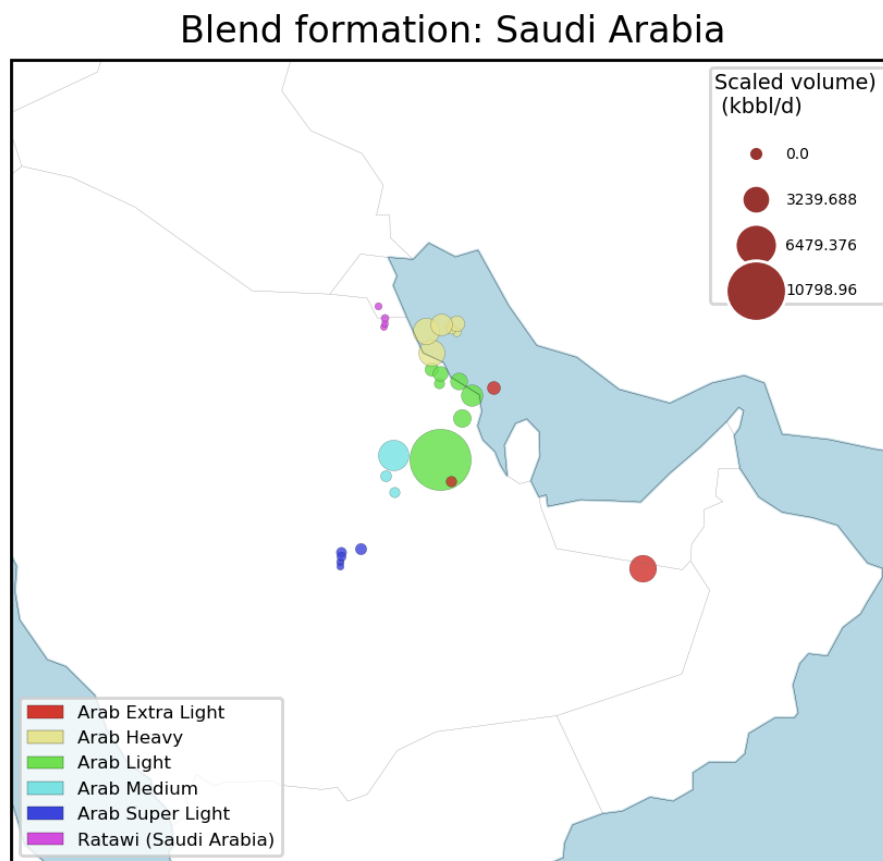 Blend formation: Saudi Arabia
Scaled volume)
(kbbl/d)
0.0
3239.688
6479.376
10798.96
Arab Extra Light
Arab Heavy
Arab Light
Arab Medium
Arab Super Light
Ratawi (Saudi Arabia)